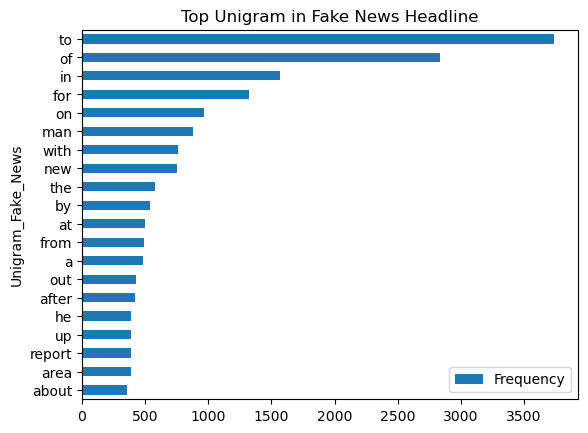 Top Unigram in Fake News Headline
Unigram_Fake_News
to
of
in
for
on
man
with
new
the
by
at
from
a
out
after
he
up
report
area
about
Frequency
0 500 1000 1500 2000 2500 3000 3500